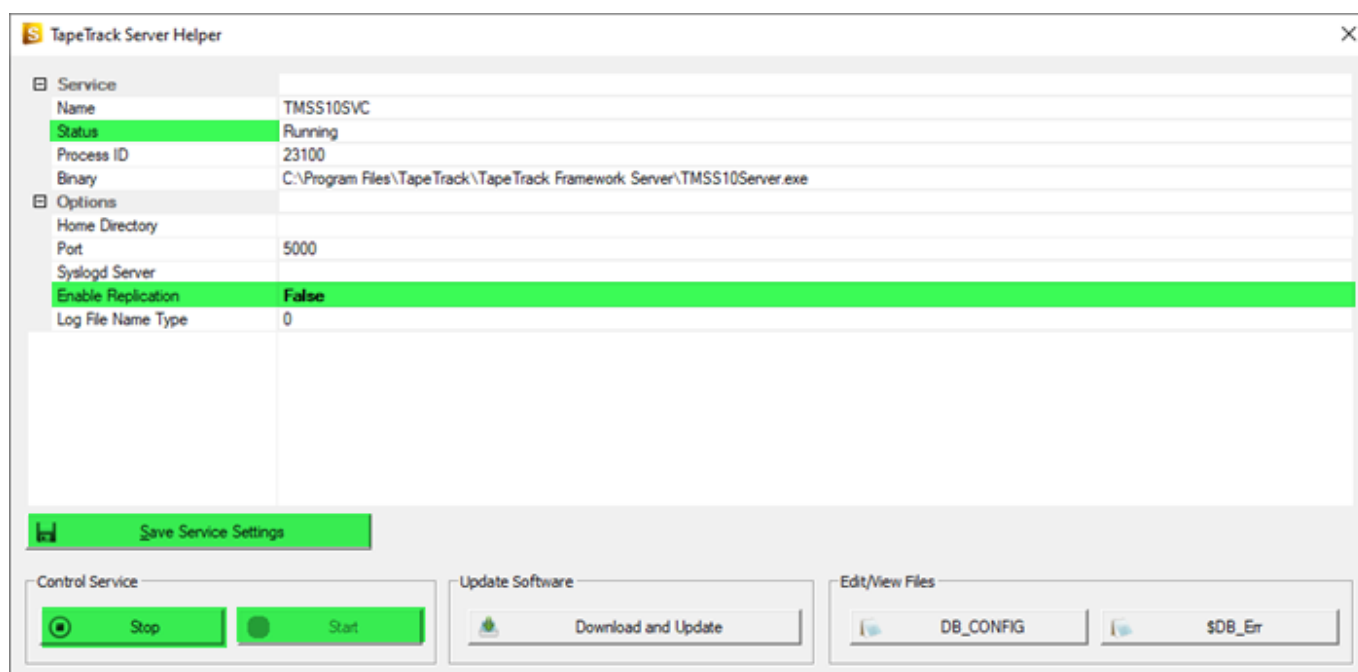 TapeTrack Server Helper
Service
Name TMSS10SVC
Status Running
Process ID 23100
Binary C:\Program Files\TapeTrack\TapeTrack Framework Server\TMSS10Server.exe
Options
Home Directory
Port 5000
Syslogd Server
Enable Replication False
Log File Name Type 0
Save Service Settings
Control Service Update Software Edit/View Files
Stop Start Download and Update DB_CONFIG $DB_Err